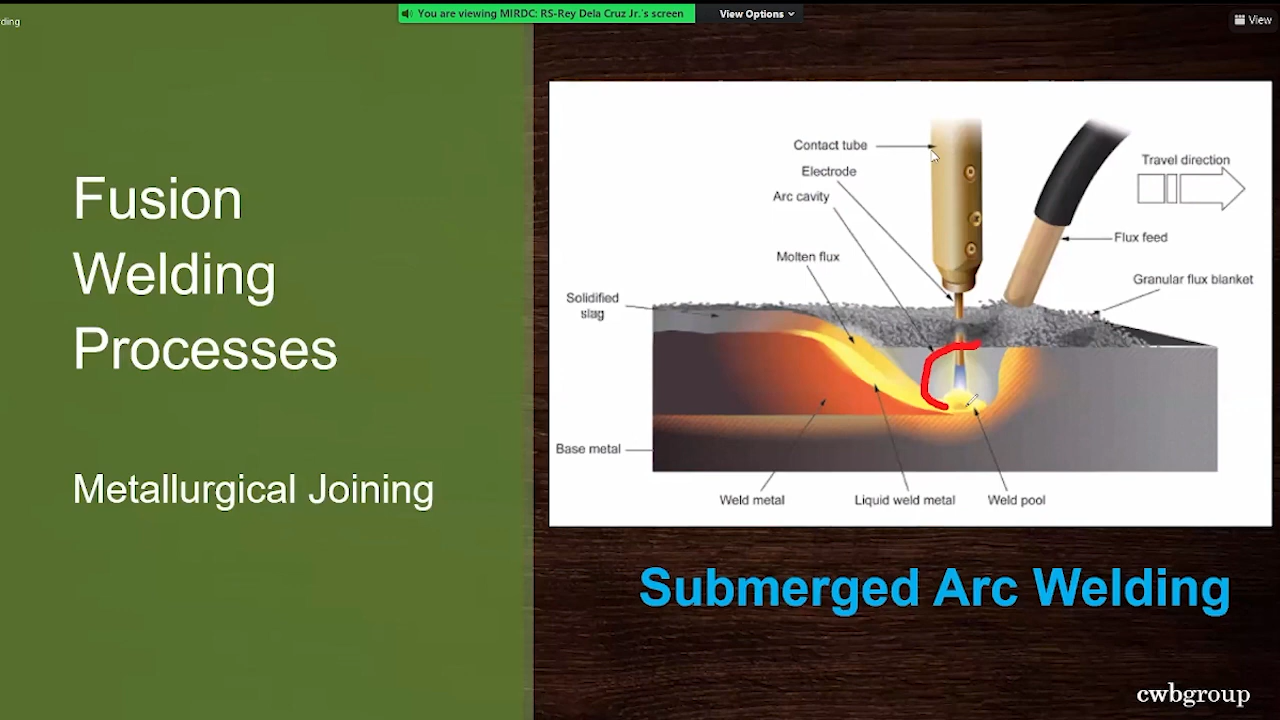 ding
You are viewing MIRDC: RS-Rey Dela Cruz Jr.'s screen
View Options
View
Fusion
Welding
Processes
Metallurgical Joining
Contact tube
Electrode
Arc cavity
Molten flux
Solidified
slag
Travel direction
Flux feed
Granular flux blanket
Base metal
Weld metal
Liquid weld metal
Weld pool
Submerged Arc Welding
cwbgroup